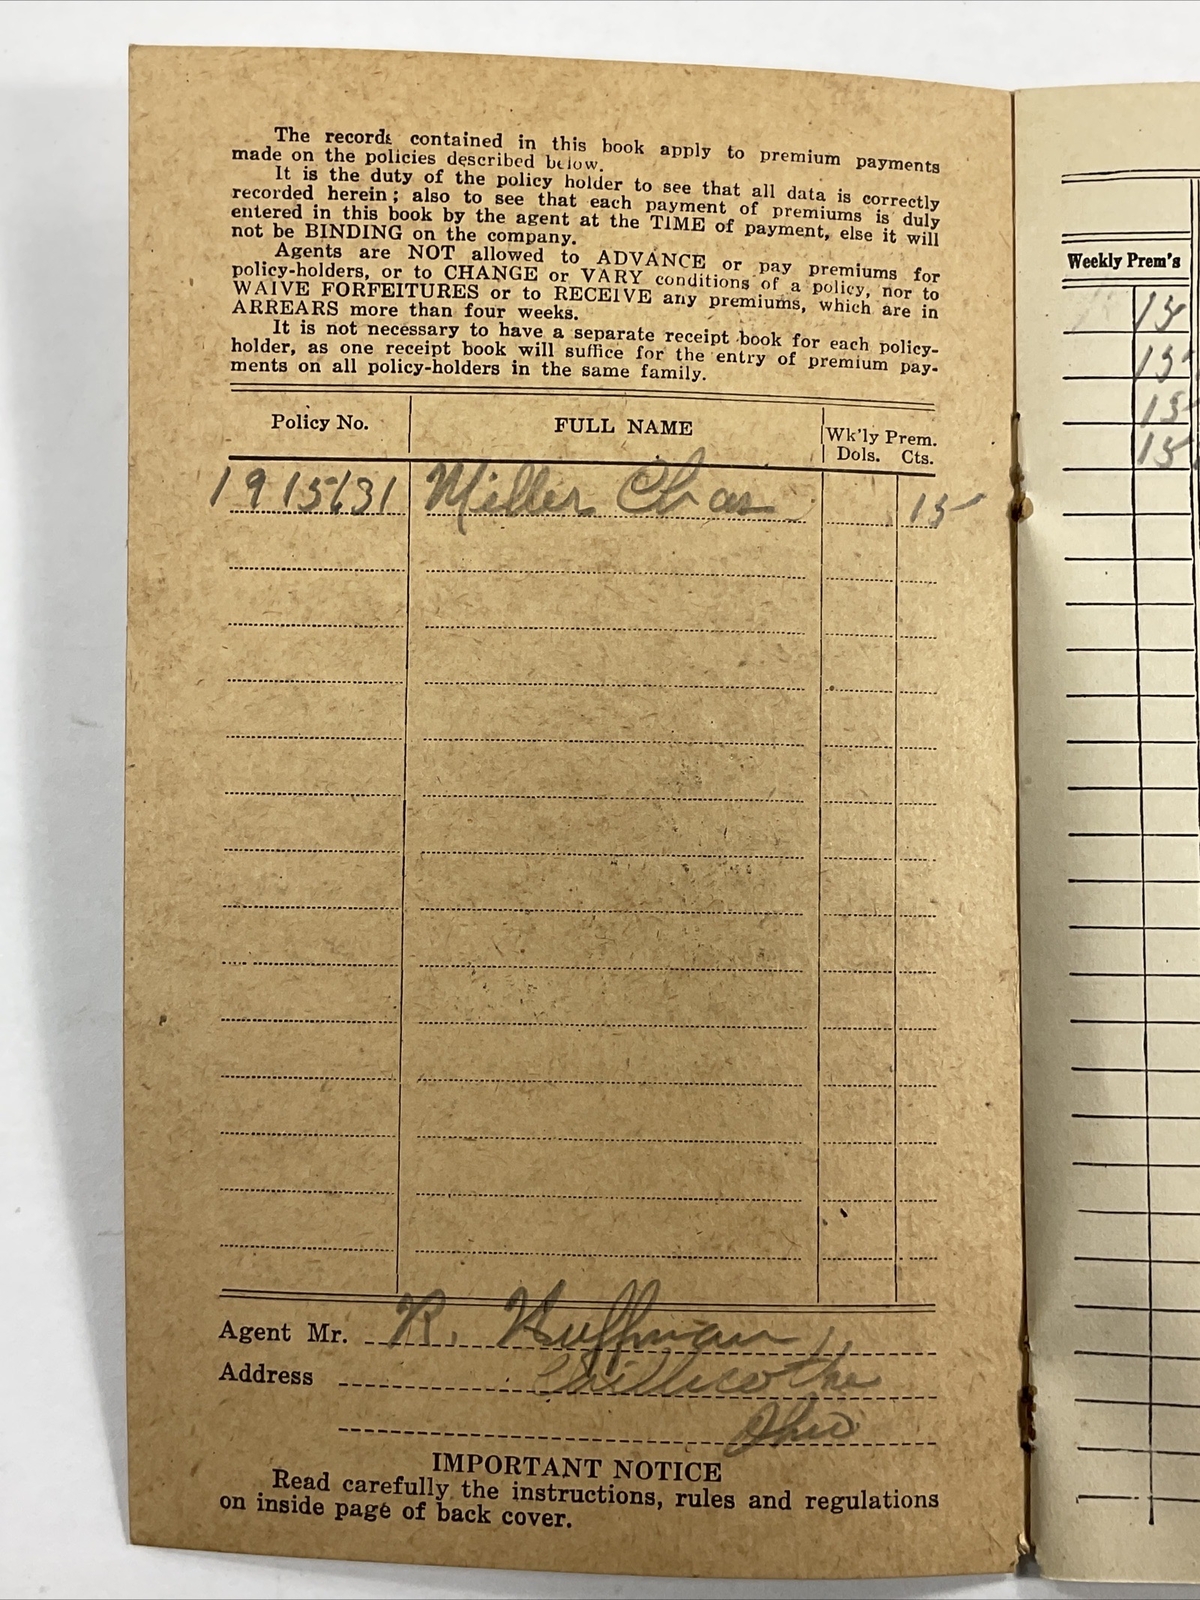 The records contained in this book apply to premium payments
made on the policies described below.
It is the duty of the policy holder to see that all data is correctly
recorded herein; also to see that each payment of premiums is duly
entered in this book by the agent at the TIME of payment, else it will
not be BINDING on the company.
Agents are NOT allowed to ADVANCE or pay premiums for
policy-holders, or to CHANGE or VARY conditions of a policy, nor to
WAIVE FORFEITURES or to RECEIVE any premiums, which are in
ARREARS more than four weeks.
It is not necessary to have a separate receipt book for each policy-
holder, as one receipt book will suffice for the entry of premium pay-
ments on all policy-holders in the same family.
Policy No. FULL NAME Wk'ly Prem.
Dols. Cts.
Miller Chas 15
Agent Mr. R. Huffman
Address Chillicothe
Ohio
IMPORTANT NOTICE
Read carefully the instructions, rules and regulations
on inside page of back cover.
Weekly Prem's
15
15
15
15